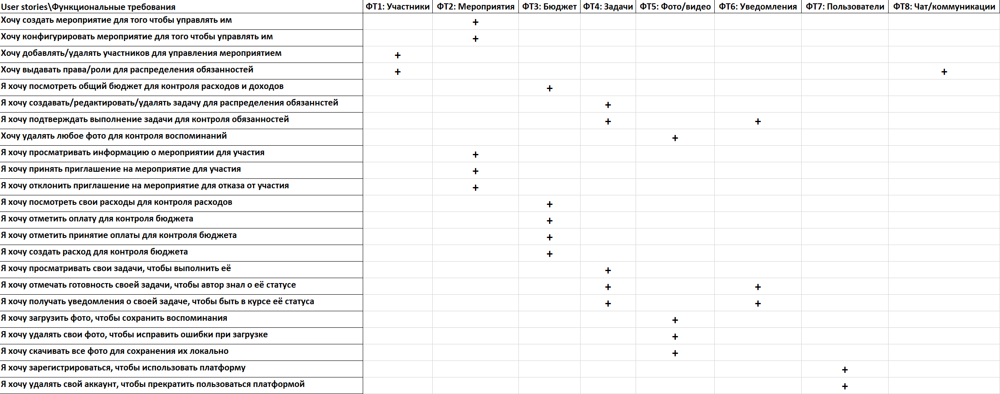 User stories\Функциональные требования ФТ1: Участники ФТ2: Мероприятия ФТ3: Бюджет ФТ4: Задачи ФТ5: Фото/видео ФТ6: Уведомления ФТ7: Пользователи ФТ8: Чат/коммуникации
Хочу создать мероприятие для того чтобы управлять им +
Хочу конфигурировать мероприятие для того чтобы управлять им +
Хочу добавлять/удалять участников для управления мероприятием +
Хочу выдавать права/роли для распределения обязанностей + +
Я хочу посмотреть общий бюджет для контроля расходов и доходов +
Я хочу создавать/редактировать/удалять задачу для распределения обязаннстей +
Я хочу подтверждать выполнение задачи для контроля обязанностей + +
Хочу удалять любое фото для контроля воспоминаний +
Я хочу просматривать информацию о мероприятии для участия +
Я хочу принять приглашение на мероприятие для участия +
Я хочу отклонить приглашение на мероприятие для отказа от участия +
Я хочу посмотреть свои расходы для контроля расходов +
Я хочу отметить оплату для контроля бюджета +
Я хочу отметить принятие оплаты для контроля бюджета +
Я хочу создать расход для контроля бюджета +
Я хочу просматривать свои задачи, чтобы выполнить её +
Я хочу отмечать готовность своей задачи, чтобы автор знал о её статусе + +
Я хочу получать уведомления о своей задаче, чтобы быть в курсе её статуса + +
Я хочу загрузить фото, чтобы сохранить воспоминания +
Я хочу удалять свои фото, чтобы исправить ошибки при загрузке +
Я хочу скачивать все фото для сохранения их локально +
Я хочу зарегистрироваться, чтобы использовать платформу +
Я хочу удалять свой аккаунт, чтобы прекратить пользоваться платформой +